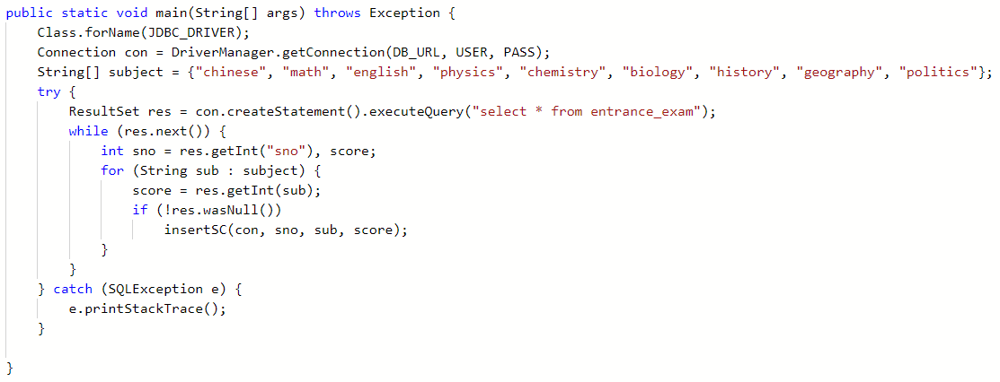 public static void main(String[] args) throws Exception {
    Class.forName(JDBC_DRIVER);
    Connection con = DriverManager.getConnection(DB_URL, USER, PASS);
    String[] subject = {"chinese", "math", "english", "physics", "chemistry", "biology", "history", "geography", "politics"};
    try {
        ResultSet res = con.createStatement().executeQuery("select * from entrance_exam");
        while (res.next()) {
            int sno = res.getInt("sno"), score;
            for (String sub : subject) {
                score = res.getInt(sub);
                if (!res.wasNull())
                    insertSC(con, sno, sub, score);
            }
        }
    } catch (SQLException e) {
        e.printStackTrace();
    }
}